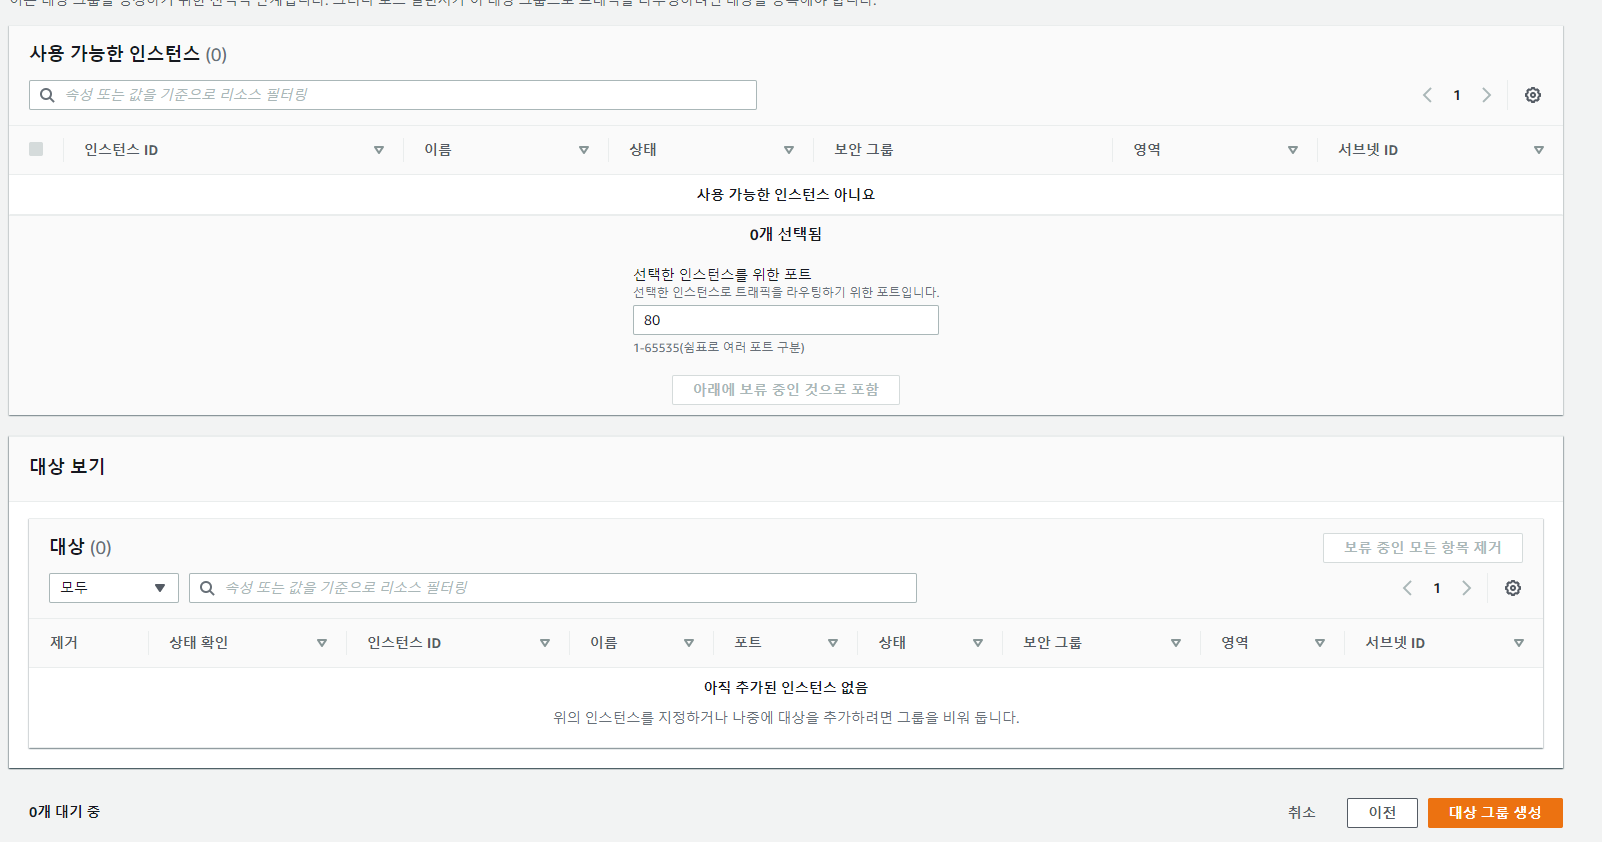 사용 가능한 인스턴스 (0)
속성 또는 값을 기준으로 리소스 필터링
1
인스턴스 ID 이름 상태 보안 그룹 영역 서브넷 ID
사용 가능한 인스턴스 아니요
0개 선택됨
선택한 인스턴스를 위한 포트
선택한 인스턴스로 트래픽을 라우팅하기 위한 포트입니다.
80
1-65535(쉼표로 여러 포트 구분)
아래에 보류 중인 것으로 포함
대상 보기
대상 (0)
보류 중인 모든 항목 제거
모두
속성 또는 값을 기준으로 리소스 필터링
1
제거 상태 확인 인스턴스 ID 이름 포트 상태 보안 그룹 영역 서브넷 ID
아직 추가된 인스턴스 없음
위의 인스턴스를 지정하거나 나중에 대상을 추가하려면 그룹을 비워 둡니다.
0개 대기 중
취소
이전
대상 그룹 생성